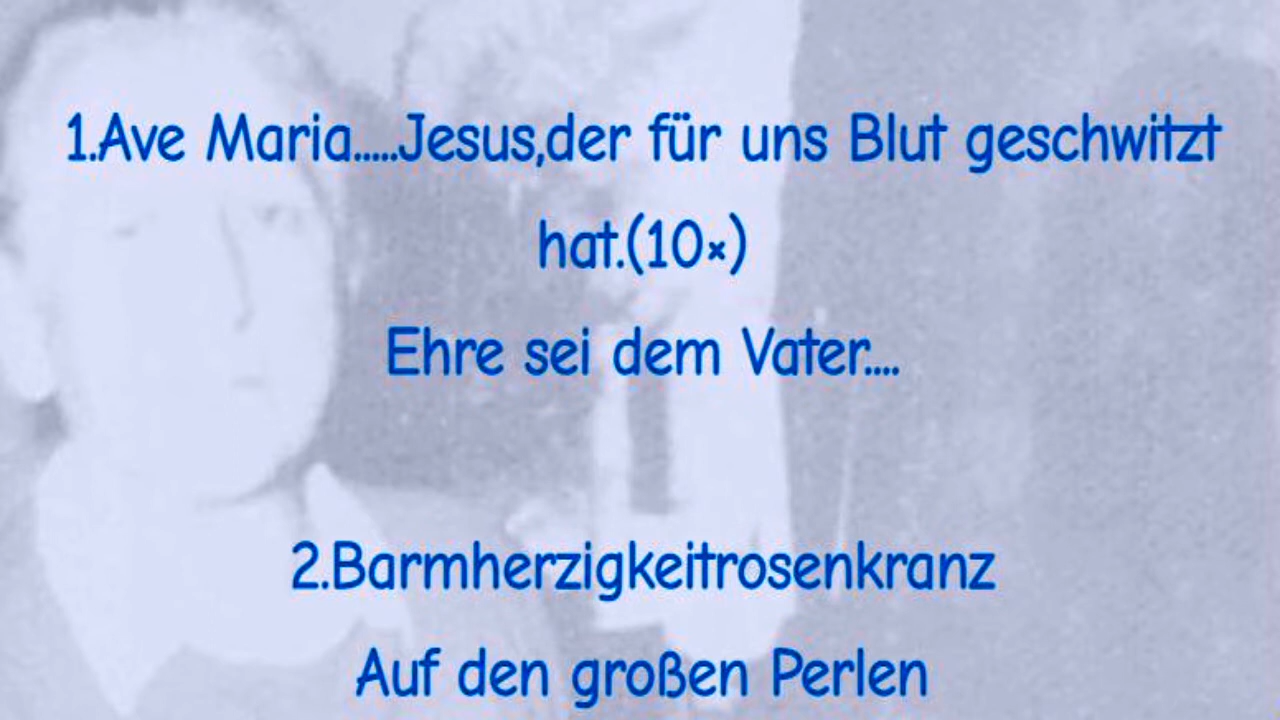 1.Ave Maria.....Jesus,der für uns Blut geschwitzt
hat.(10×)
Ehre sei dem Vater....
2.Barmherzigkeitrosenkranz
Auf den großen Perlen